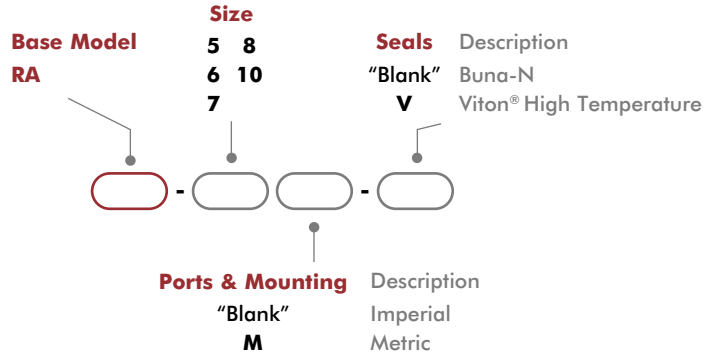 Size
Base Model 5 8 Seals Description
RA 6 10 “Blank” Buna-N
7 V Viton® High Temperature
- -
Ports & Mounting Description
“Blank” Imperial
M Metric